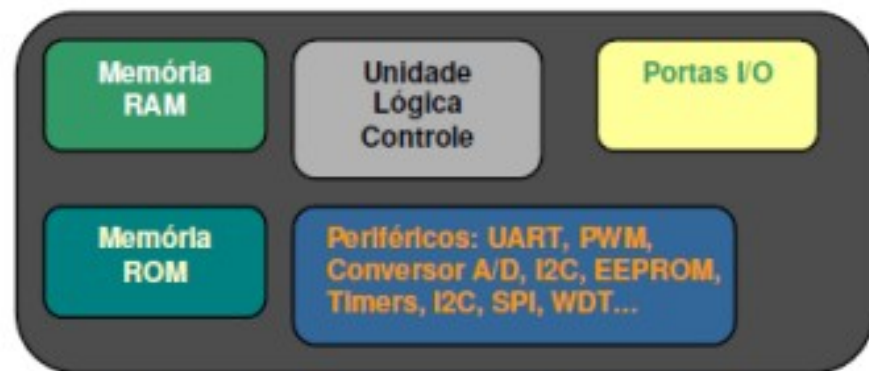 Memória
RAM
Unidade
Lógica
Controle
Portas I/O
Memória
ROM
Periféricos: UART, PWM,
Conversor A/D, I2C, EEPROM,
Timers, I2C, SPI, WDT...